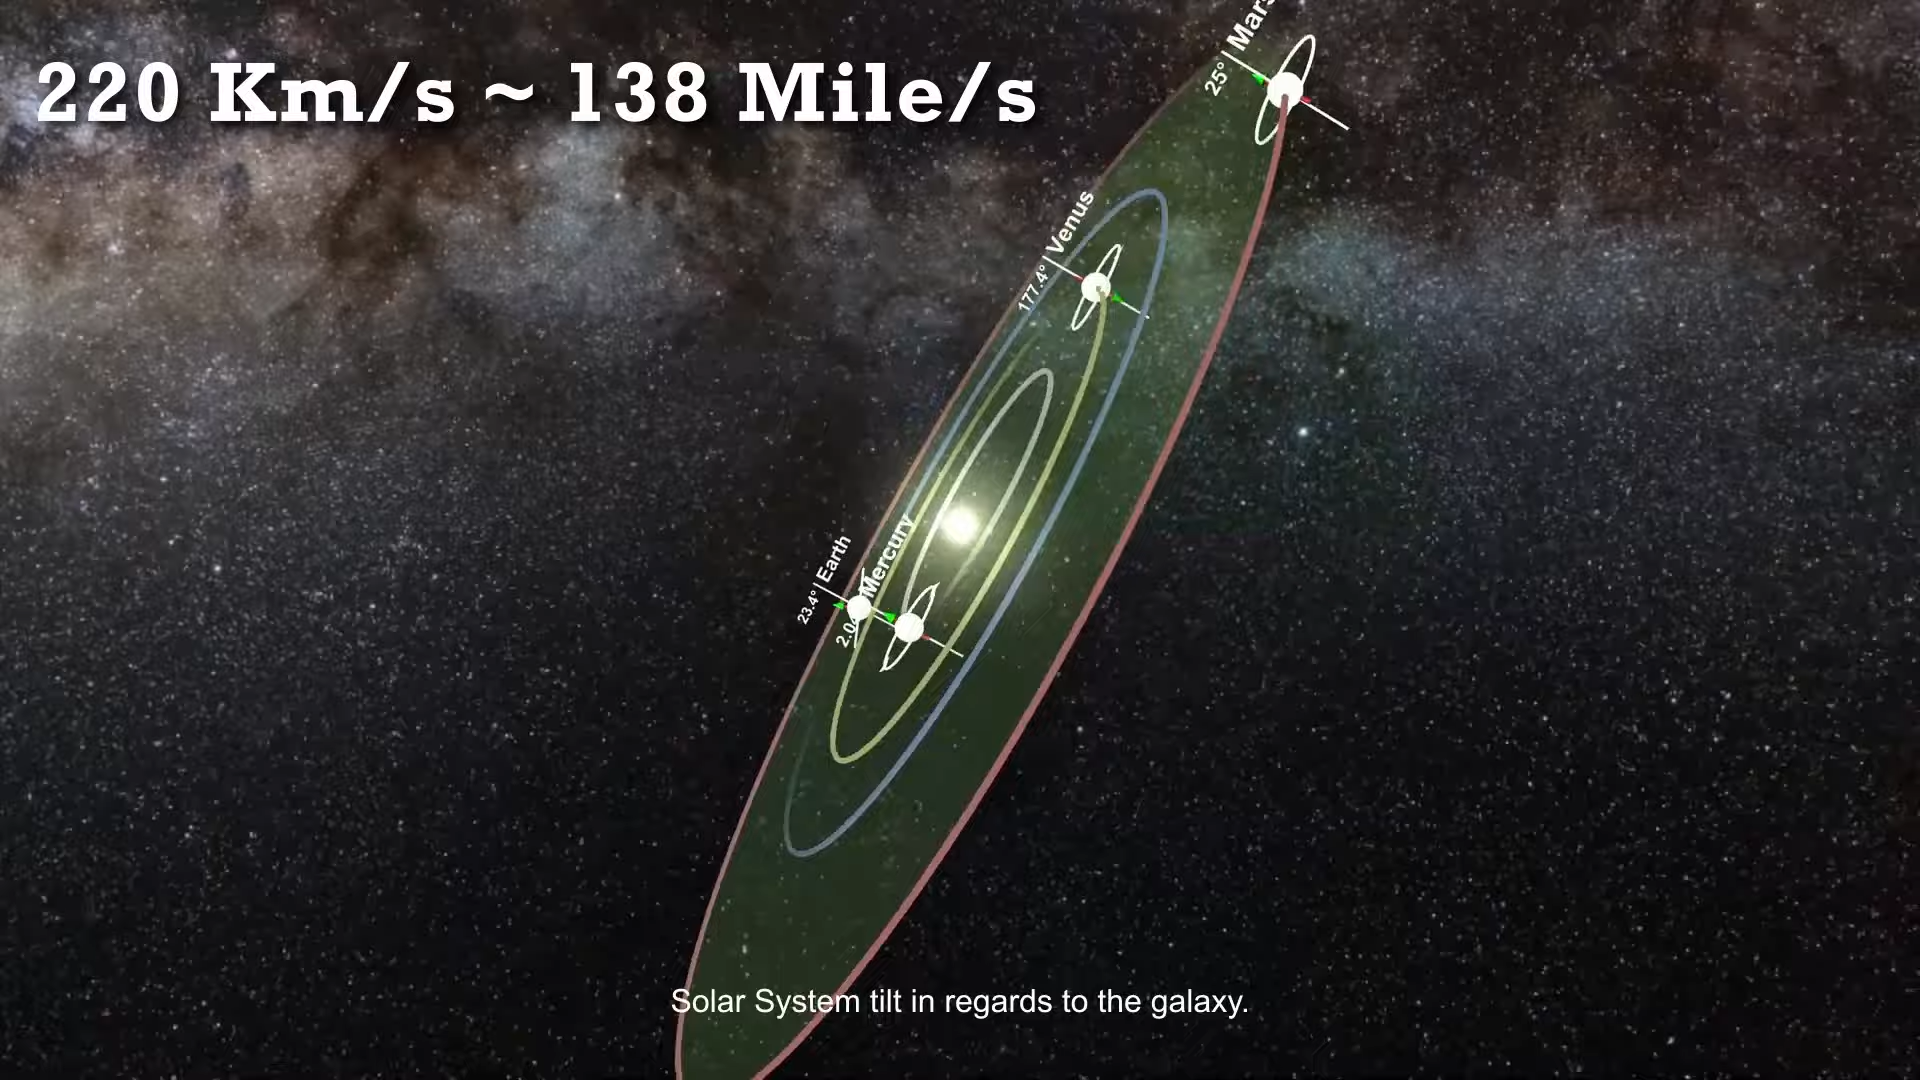 220 Km/s ~ 138 Mile/s
25° |
177.4° | Venus
23.4° | Earth
Mercury
Solar System tilt in regards to the galaxy.